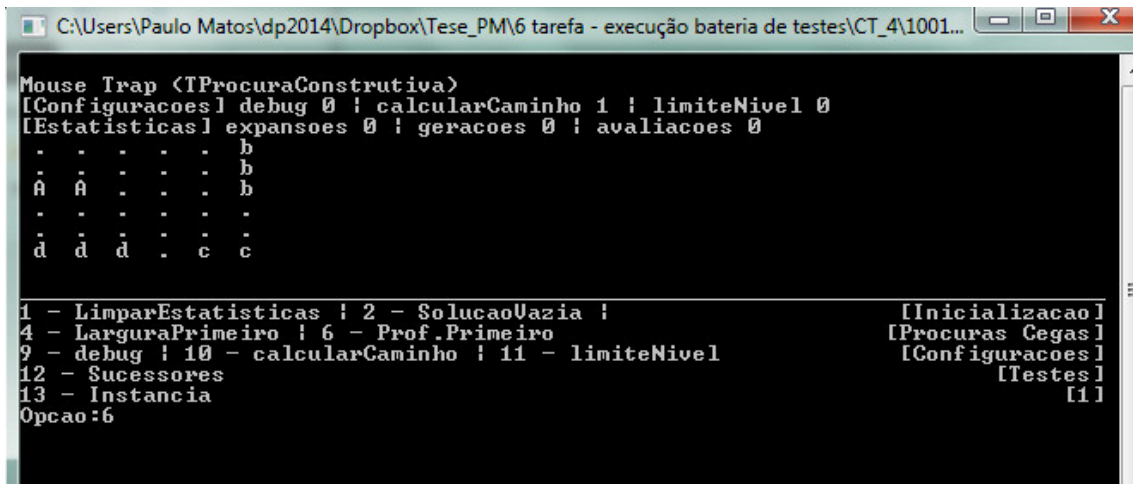 C:\Users\Paulo Matos\dp2014\Dropbox\Tese_PM\6 tarefa - execução bateria de testes\CT_4\1001...
Mouse Trap (TProcuraConstrutiva)
[Configuracoes] debug 0 ¦ calcularCaminho 1 ¦ limiteNivel 0
[Estatisticas] expansoes 0 ¦ geracoes 0 ¦ avaliacoes 0
. . . . . b
. . . . . b
A A . . . b
. . . . . .
. . . . . .
d d d . c c
1 - LimparEstatisticas ¦ 2 - SolucaoVazia ¦ [Inicializacao]
4 - LarguraPrimeiro ¦ 6 - Prof.Primeiro [Procuras Cegas]
9 - debug ¦ 10 - calcularCaminho ¦ 11 - limiteNivel [Configuracoes]
12 - Sucessores [Testes]
13 - Instancia [1]
Opcao:6